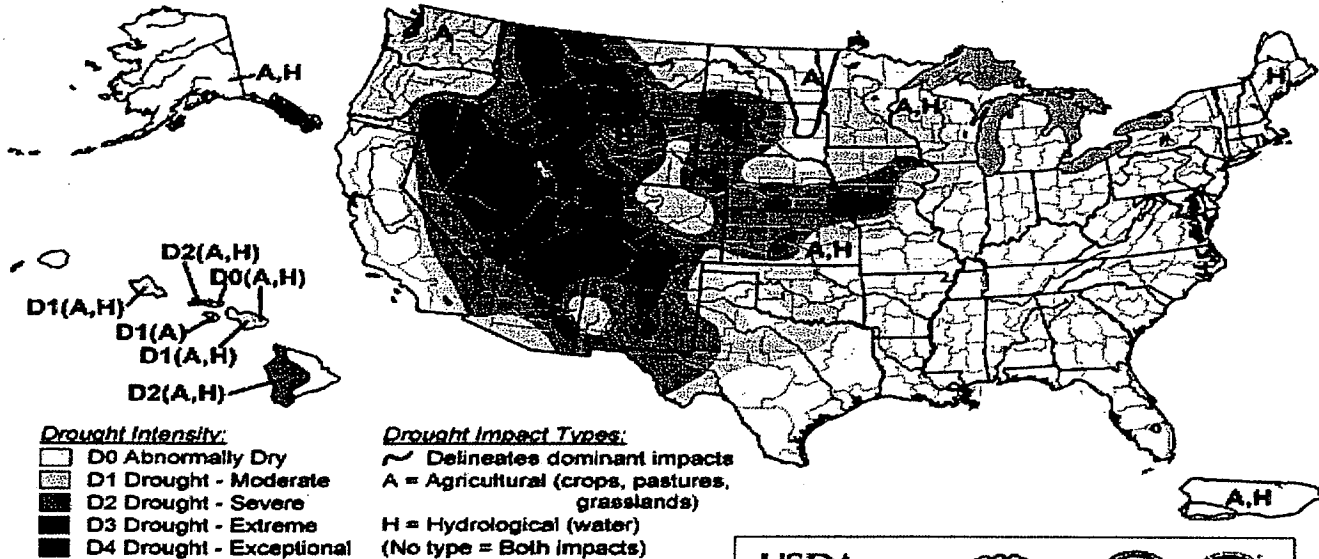 A
A,H
A
A,H
H
D2(A,H)
D0(A,H)
D1(A,H)
D1(A)
D1(A,H)
A,H
D2(A,H)
Drought Intensity:
D0 Abnormally Dry
D1 Drought - Moderate
D2 Drought - Severe
D3 Drought - Extreme
D4 Drought - Exceptional
Drought Impact Types:
Delineates dominant impacts
A = Agricultural (crops, pastures,
grasslands)
H = Hydrological (water)
(No type = Both impacts)
A,H
USDA